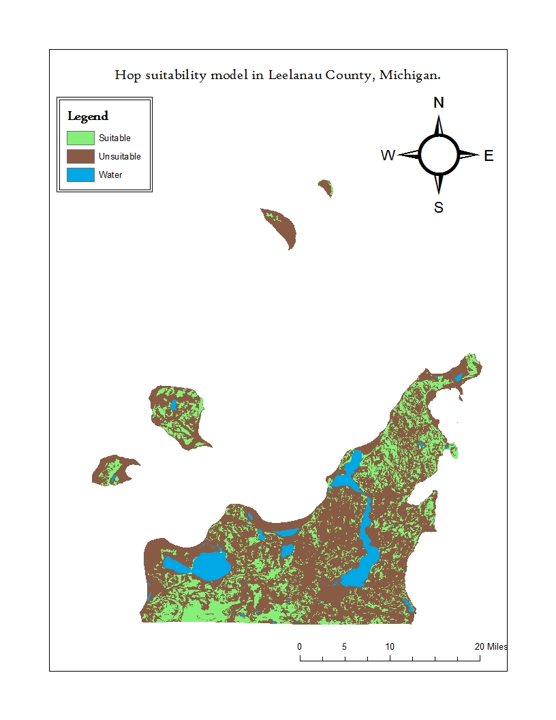 Hop suitability model in Leelanau County, Michigan.
Legend
Suitable
Unsuitable
Water
N
W E
S
0 5 10 20 Miles